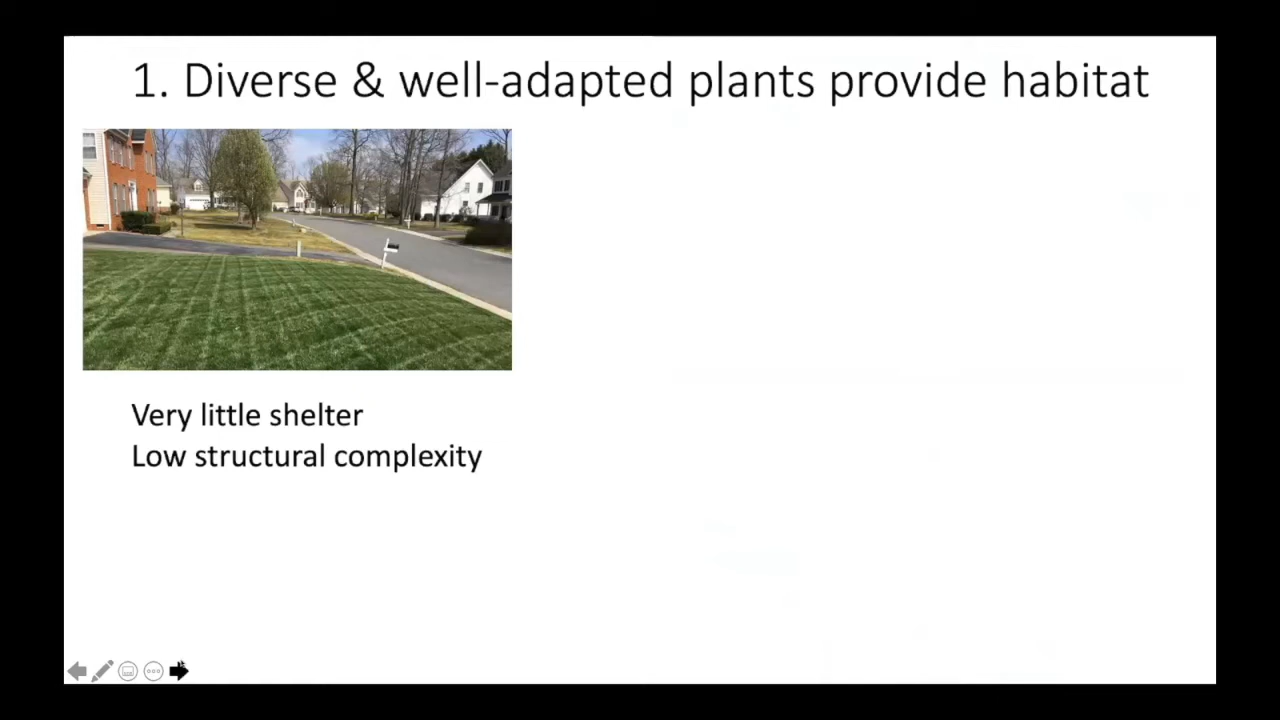 1. Diverse & well-adapted plants provide habitat
Very little shelter
Low structural complexity